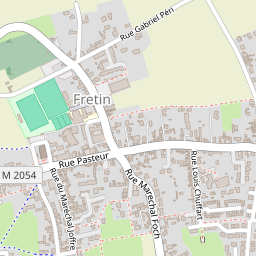 Rue Gabriel Péri
Fretin
Rue Pasteur
M 2054
Rue du Maréchal Joffre
Rue Maréchal Foch
Rue Louis Chuffart